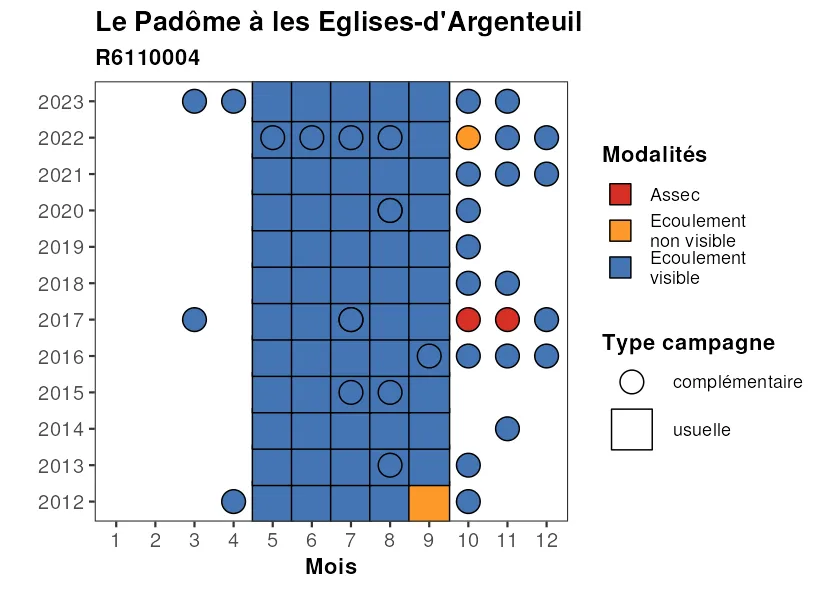 Le Padôme à les Eglises-d'Argenteuil
R6110004
2023
2022
2021
2020
2019
2018
2017
2016
2015
2014
2013
2012
1 2 3 4 5 6 7 8 9 10 11 12
Mois
Modalités
Assec
Ecoulement
non visible
Ecoulement
visible
Type campagne
complémentaire
usuelle